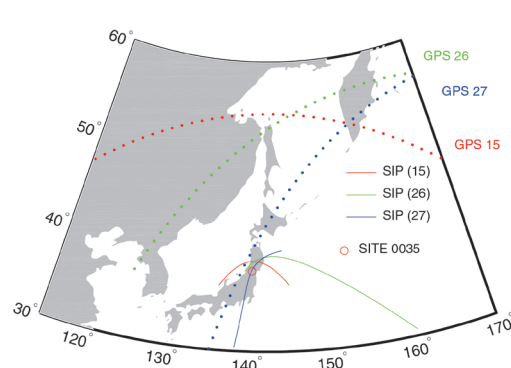 60°
GPS 26
GPS 27
50°
GPS 15
SIP (15)
SIP (26)
40°
SIP (27)
SITE 0035
30°
170°
120°
130°
140°
150°
160°